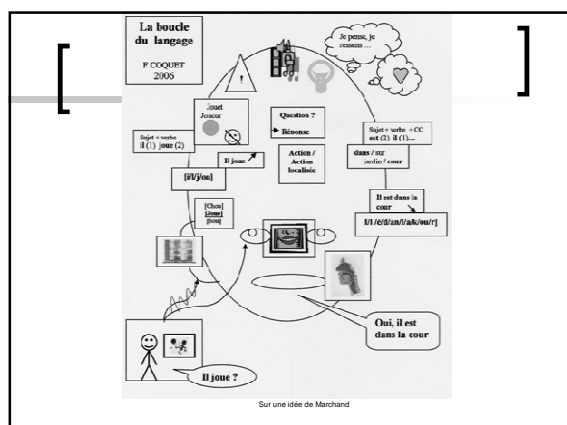 La boucle
du langage
F COQUET
2006
Je pense, je
ressens ...
!
Jouet
Joueur
Question ?
Réponse
Sujet + verbe
il (1) joue (2)
Sujet + verbe + CC
est (2) il (1)...
Il joue
Action /
Action
localisée
dans / sur
jardin / cour
[i/l/j/ou]
Il est dans la
cour
[Chou]
[Joue]
[Sou]
Oui, il est
dans la cour
Il joue ?
Sur une idée de Marchand